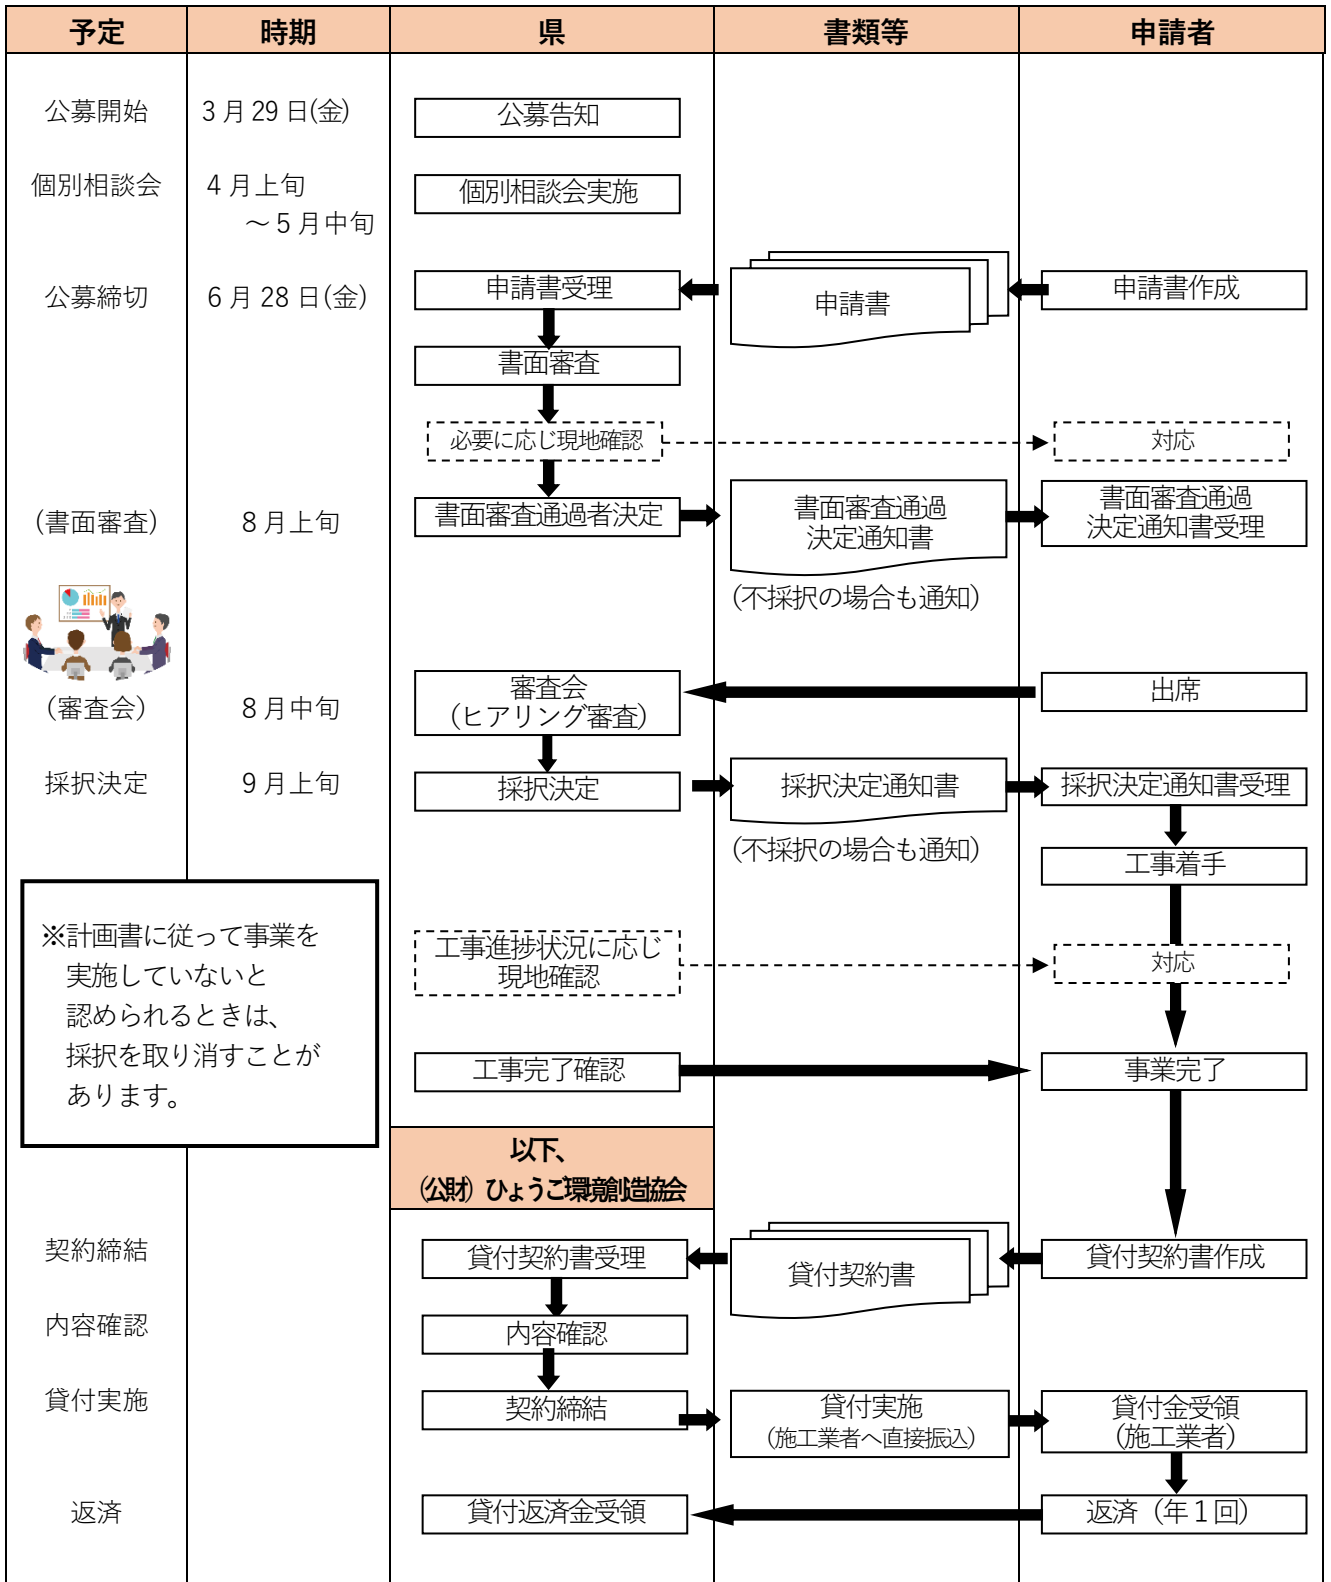 予定 時期 県 書類等 申請者
公募開始 3月29日(金) 公募告知
個別相談会 4月上旬 個別相談会実施
～5月中旬
公募締切 6月28日(金) 申請書受理 申請書 申請書作成
書面審査
必要に応じ現地確認 対応
(書面審査) 8月上旬 書面審査通過者決定 書面審査通過 書面審査通過
決定通知書 決定通知書受理
(不採択の場合も通知)
(審査会) 8月中旬 審査会 出席
(ヒアリング審査)
採択決定 9月上旬 採択決定 採択決定通知書 採択決定通知書受理
(不採択の場合も通知)
工事着手
※計画書に従って事業を
実施していないと
認められるときは、
採択を取り消すことが
あります。
工事進捗状況に応じ
現地確認 対応
工事完了確認 事業完了
以下、
(公財) ひょうご環境創造協会
契約締結 貸付契約書受理 貸付契約書 貸付契約書作成
内容確認 内容確認
貸付実施 契約締結 貸付実施 貸付金受領
(施工業者へ直接振込) (施工業者)
返済 貸付返済金受領 返済（年１回）